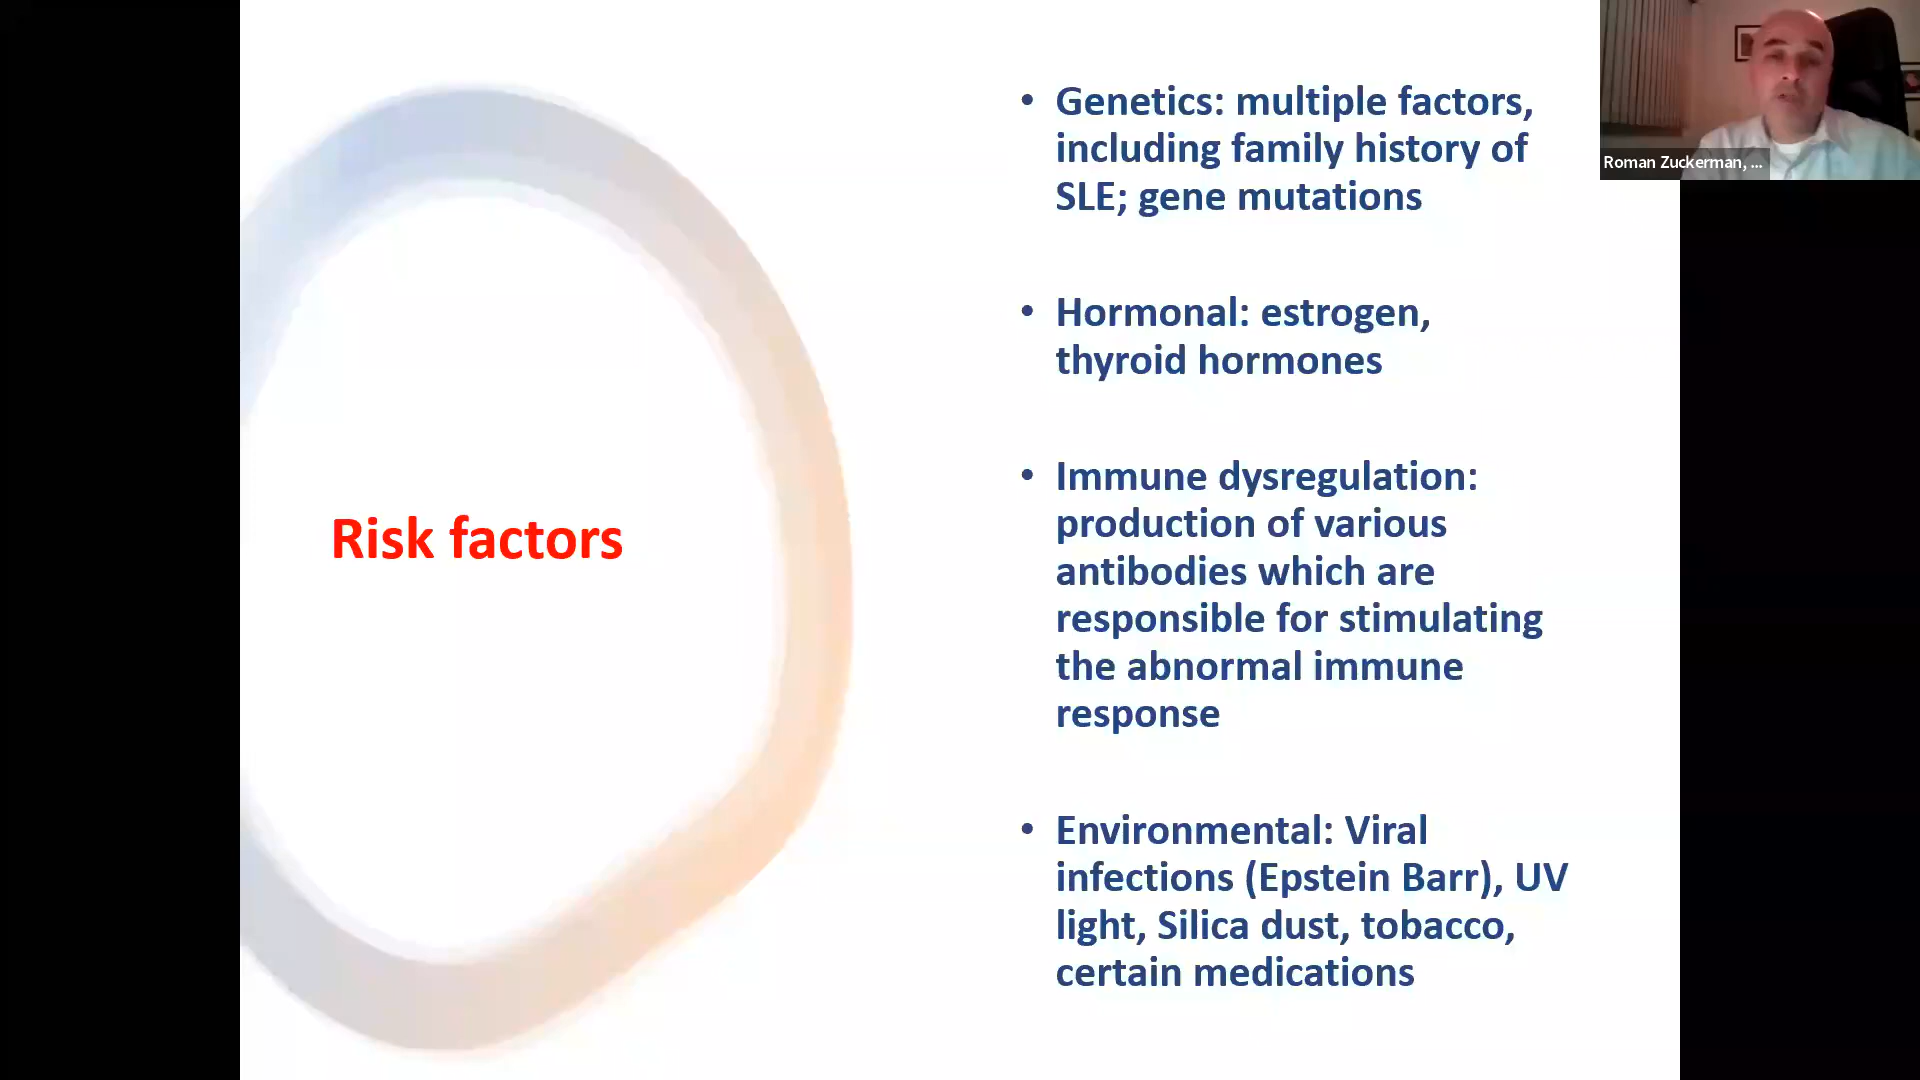 Risk factors
• Genetics: multiple factors,
including family history of
SLE; gene mutations
• Hormonal: estrogen,
thyroid hormones
• Immune dysregulation:
production of various
antibodies which are
responsible for stimulating
the abnormal immune
response
• Environmental: Viral
infections (Epstein Barr), UV
light, Silica dust, tobacco,
certain medications
Roman Zuckerman, ...